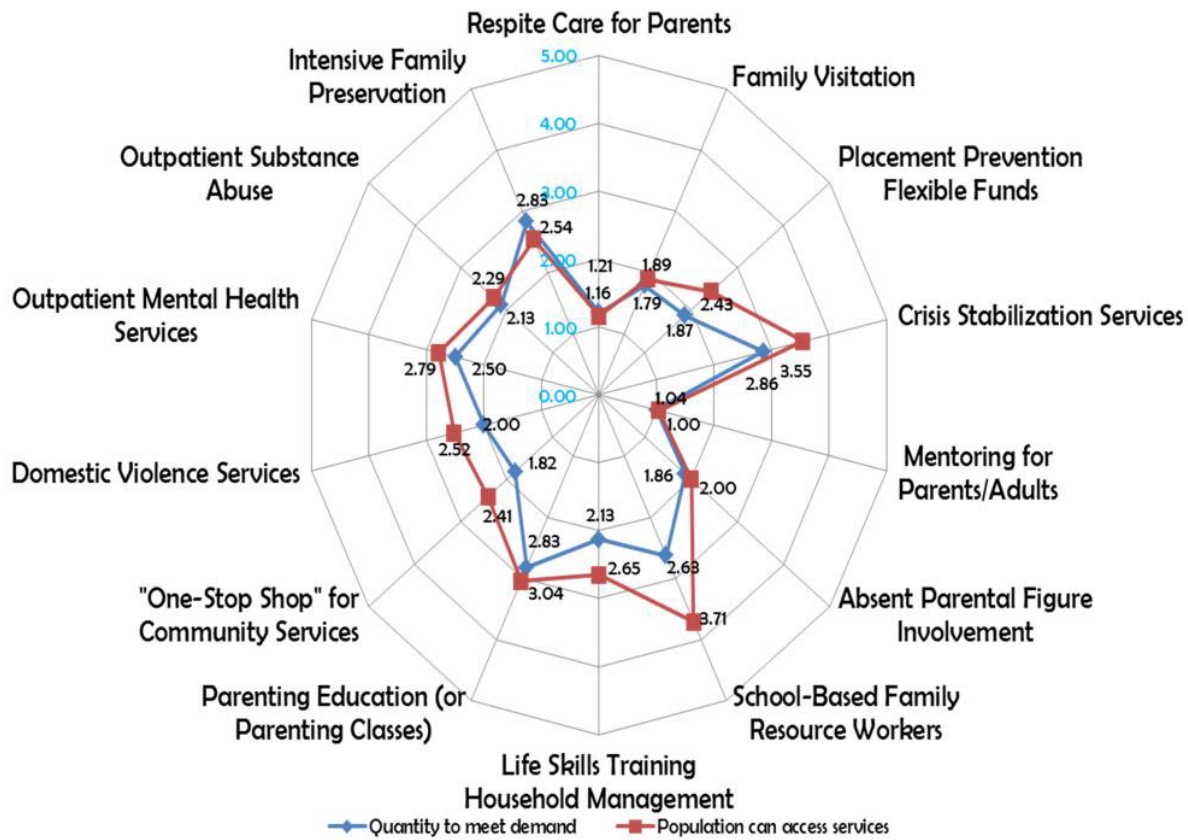 Respite Care for Parents
5.00
Intensive Family
Preservation
Family Visitation
4.00
Outpatient Substance
Abuse
Placement Prevention
Flexible Funds
2.83
3.00
2.54
2.00
1.21
1.89
2.29
1.16
1.79
2.43
Outpatient Mental Health
Services
2.13
1.87
Crisis Stabilization Services
1.00
2.79
2.50
2.86
3.55
0.00
1.04
2.00
1.00
Domestic Violence Services
2.52
Mentoring for
Parents/Adults
1.82
1.86
2.00
2.41
2.13
2.83
2.63
2.65
"One-Stop Shop" for
Community Services
3.04
3.71
Absent Parental Figure
Involvement
Parenting Education (or
Parenting Classes)
School-Based Family
Resource Workers
Life Skills Training
Household Management
Quantity to meet demand
Population can access services